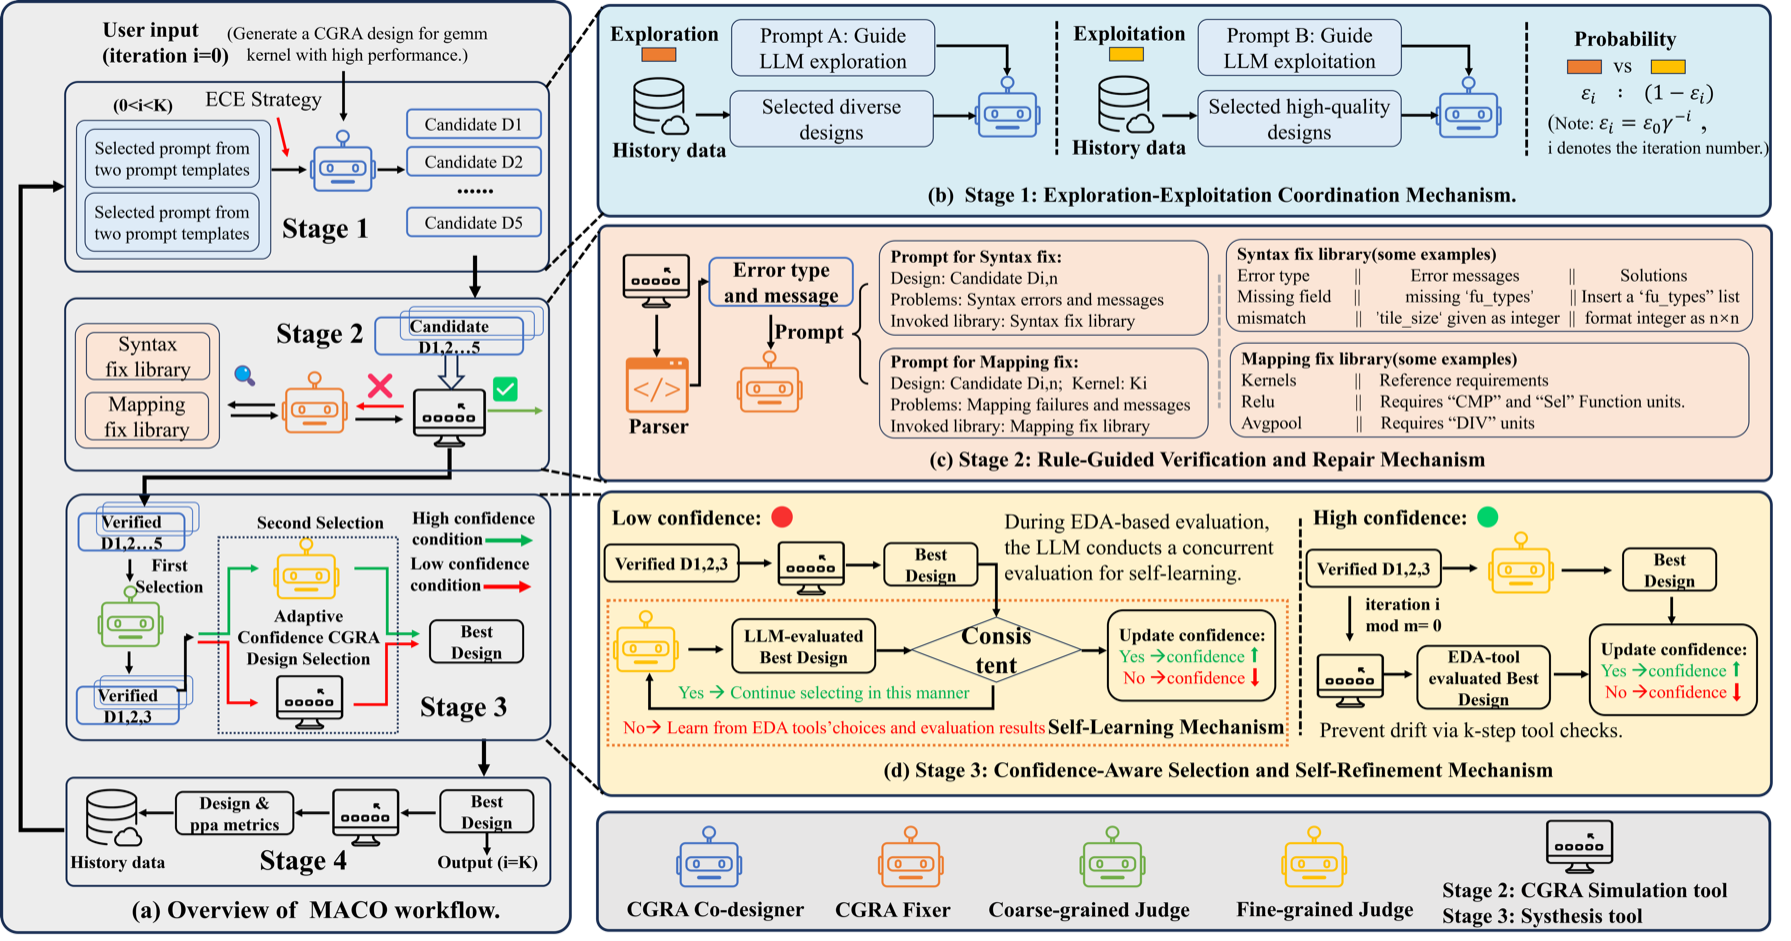 User input
(iteration i=0)
(Generate a CGRA design for gemm
kernel with high performance.)
(0<i<K)
ECE Strategy
Selected prompt from
two prompt templates
Selected prompt from
two prompt templates
Stage 1
Candidate D1
Candidate D2
......
Candidate D5
Stage 2
Candidate
D1,2...5
Syntax
fix library
Mapping
fix library
Verified
D1,2...5
First
Selection
Second Selection
High confidence
condition
Low confidence
condition
Adaptive
Confidence CGRA
Design Selection
Best
Design
Verified
D1,2,3
Stage 3
History data
Design &
ppa metrics
Best
Design
Stage 4
Output (i=K)
(a) Overview of MACO workflow.
Exploration
Prompt A: Guide
LLM exploration
History data
Selected diverse
designs
Exploitation
Prompt B: Guide
LLM exploitation
History data
Selected high-quality
designs
Probability
vs
εᵢ : (1 − εᵢ)
(Note: εᵢ = ε₀γ⁻ⁱ ,
i denotes the iteration number.)
(b) Stage 1: Exploration-Exploitation Coordination Mechanism.
Parser
</>
Error type
and message
Prompt
Prompt for Syntax fix:
Design: Candidate Di,n
Problems: Syntax errors and messages
Invoked library: Syntax fix library
Prompt for Mapping fix:
Design: Candidate Di,n; Kernel: Ki
Problems: Mapping failures and messages
Invoked library: Mapping fix library
Syntax fix library(some examples)
Error type || Error messages || Solutions
Missing field || missing 'fu_types' || Insert a 'fu_types" list
mismatch || 'tile_size' given as integer || format integer as n×n
Mapping fix library(some examples)
Kernels || Reference requirements
Relu || Requires “CMP” and “Sel” Function units.
Avgpool || Requires “DIV” units
(c) Stage 2: Rule-Guided Verification and Repair Mechanism
Low confidence:
Verified D1,2,3
Best
Design
During EDA-based evaluation,
the LLM conducts a concurrent
evaluation for self-learning.
LLM-evaluated
Best Design
Consis
tent
Update confidence:
Yes →confidence ↑
No →confidence ↓
Yes → Continue selecting in this manner
No→ Learn from EDA tools'choices and evaluation results
Self-Learning Mechanism
High confidence:
Verified D1,2,3
Best
Design
iteration i
mod m= 0
EDA-tool
evaluated Best
Design
Update confidence:
Yes →confidence ↑
No →confidence ↓
Prevent drift via k-step tool checks.
(d) Stage 3: Confidence-Aware Selection and Self-Refinement Mechanism
CGRA Co-designer
CGRA Fixer
Coarse-grained Judge
Fine-grained Judge
Stage 2: CGRA Simulation tool
Stage 3: Systhesis tool